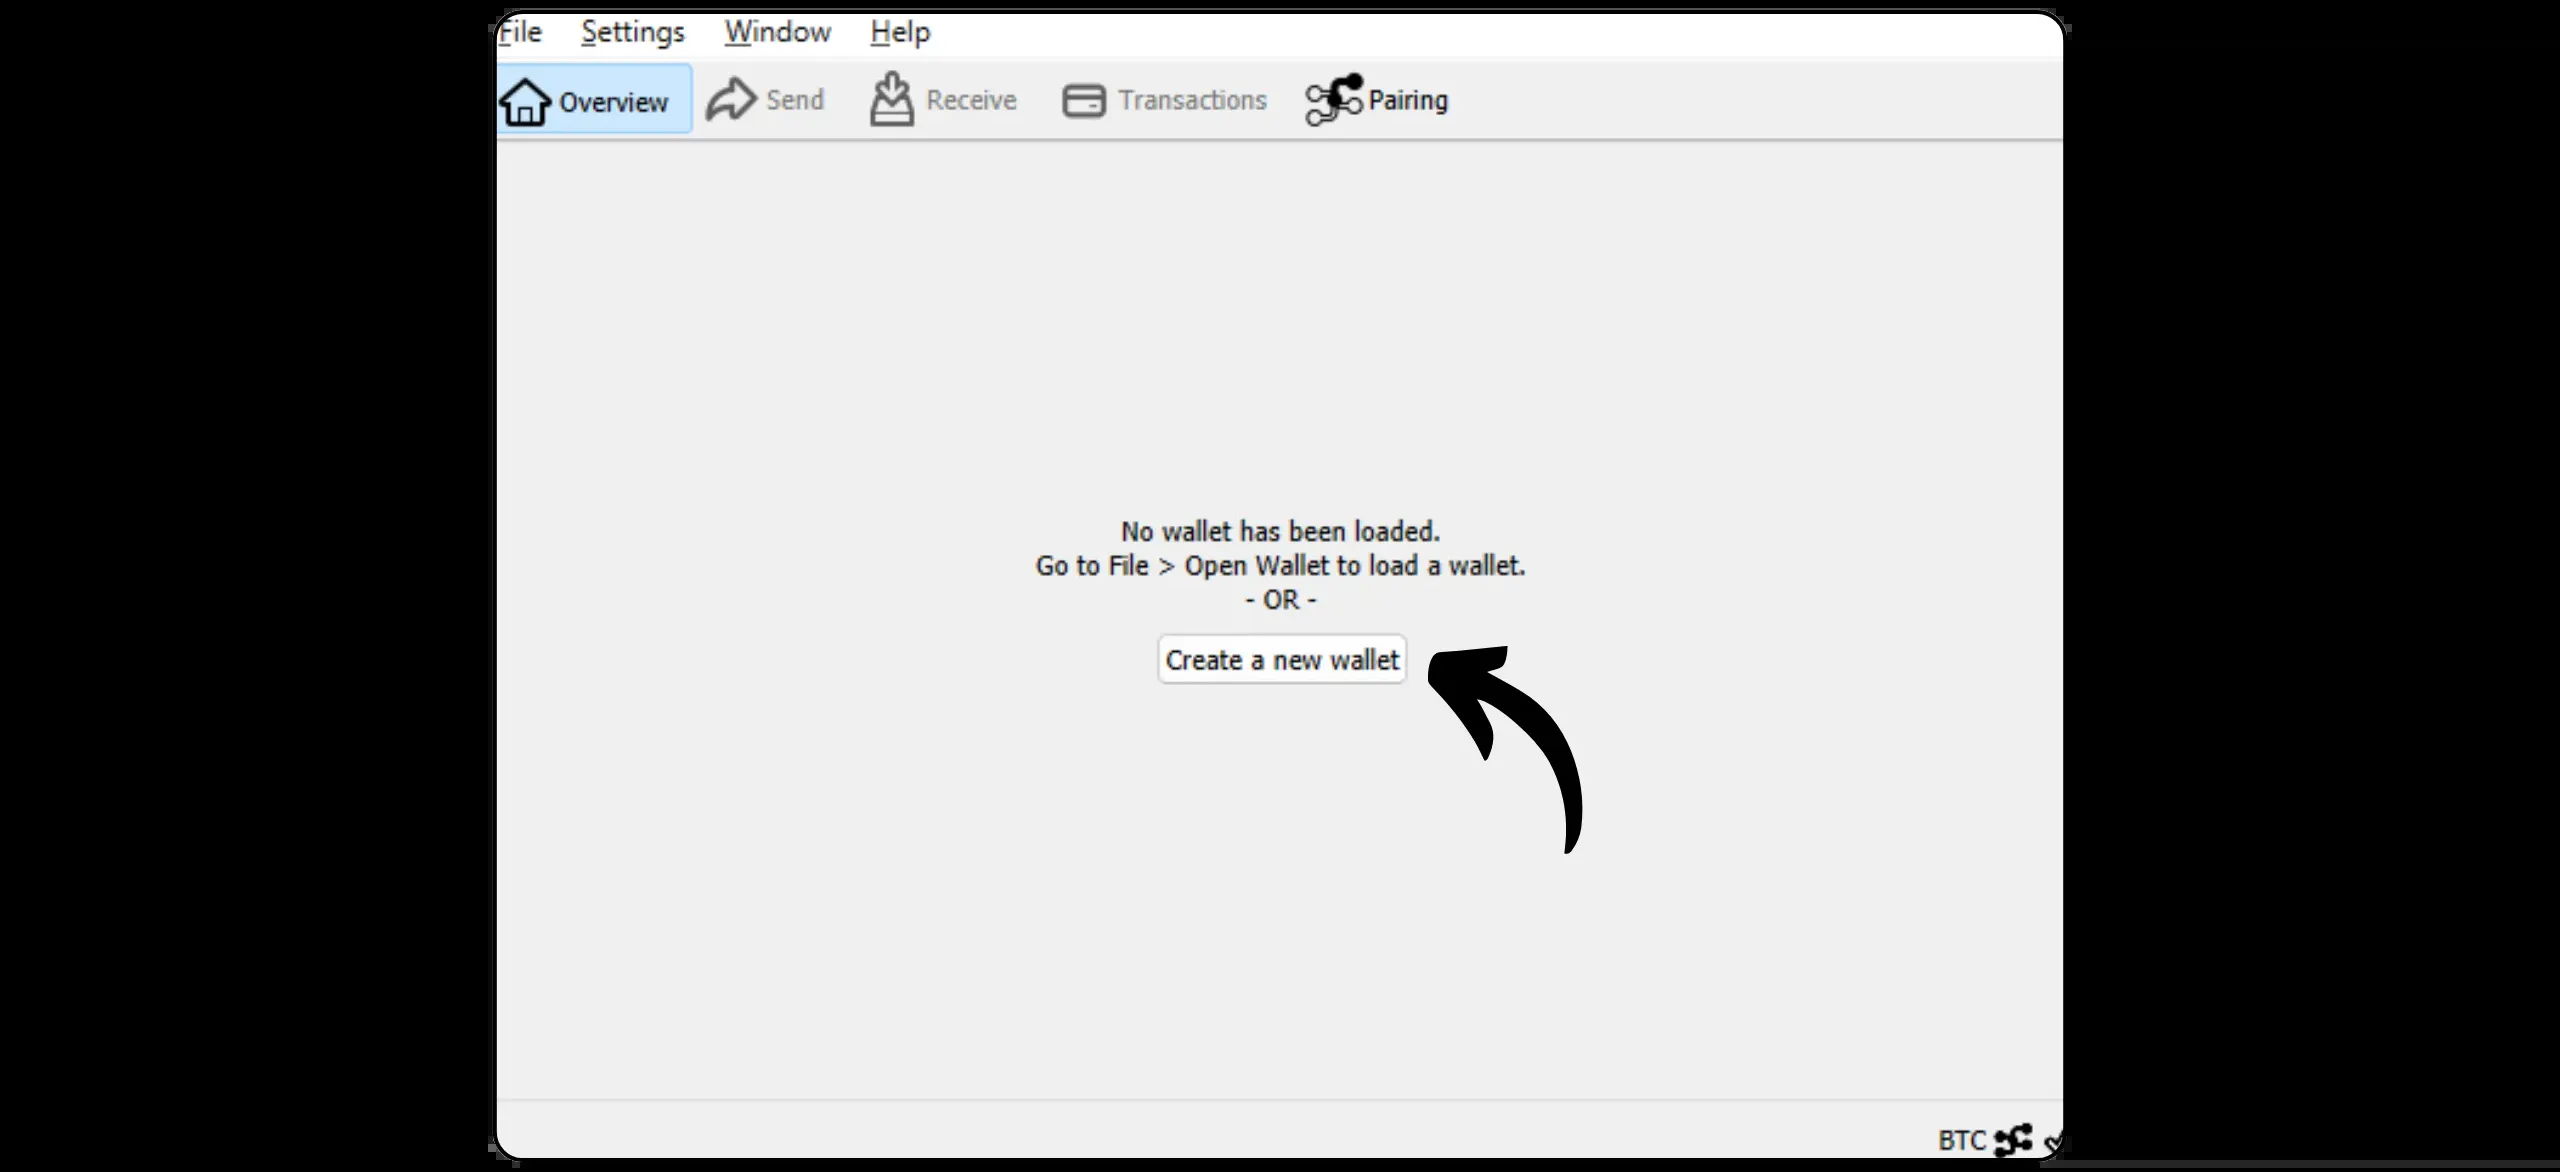 File Settings Window Help
Overview Send Receive Transactions Pairing
No wallet has been loaded.
Go to File > Open Wallet to load a wallet.
- OR -
Create a new wallet
BTC